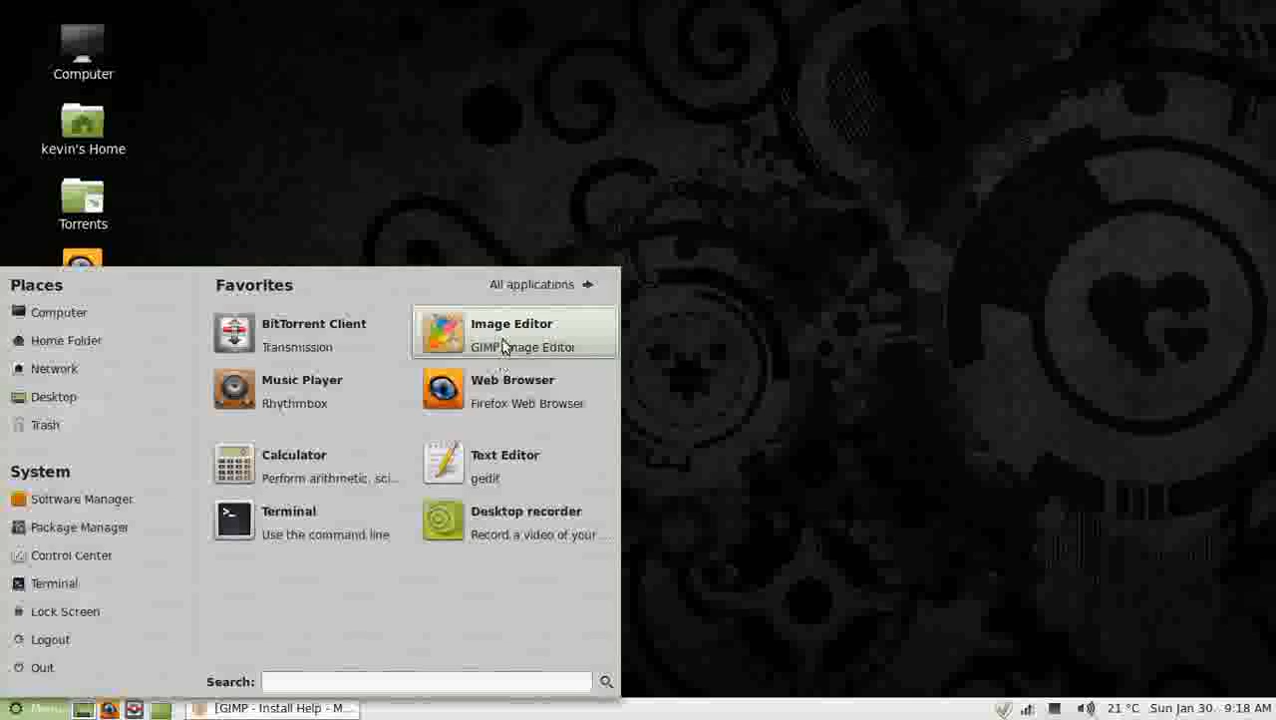 Computer
kevin's Home
Torrents
Places
Computer
Home Folder
Network
Desktop
Trash
System
Software Manager
Package Manager
Control Center
Terminal
Lock Screen
Logout
Quit
Favorites
All applications
BitTorrent Client
Transmission
Image Editor
GIMP Image Editor
Music Player
Rhythmbox
Web Browser
Firefox Web Browser
Calculator
Perform arithmetic, sci...
Text Editor
gedit
Terminal
Use the command line
Desktop recorder
Record a video of your ...
Search:
Menu
[GIMP - Install Help - M...
21 °C
Sun Jan 30, 9:18 AM